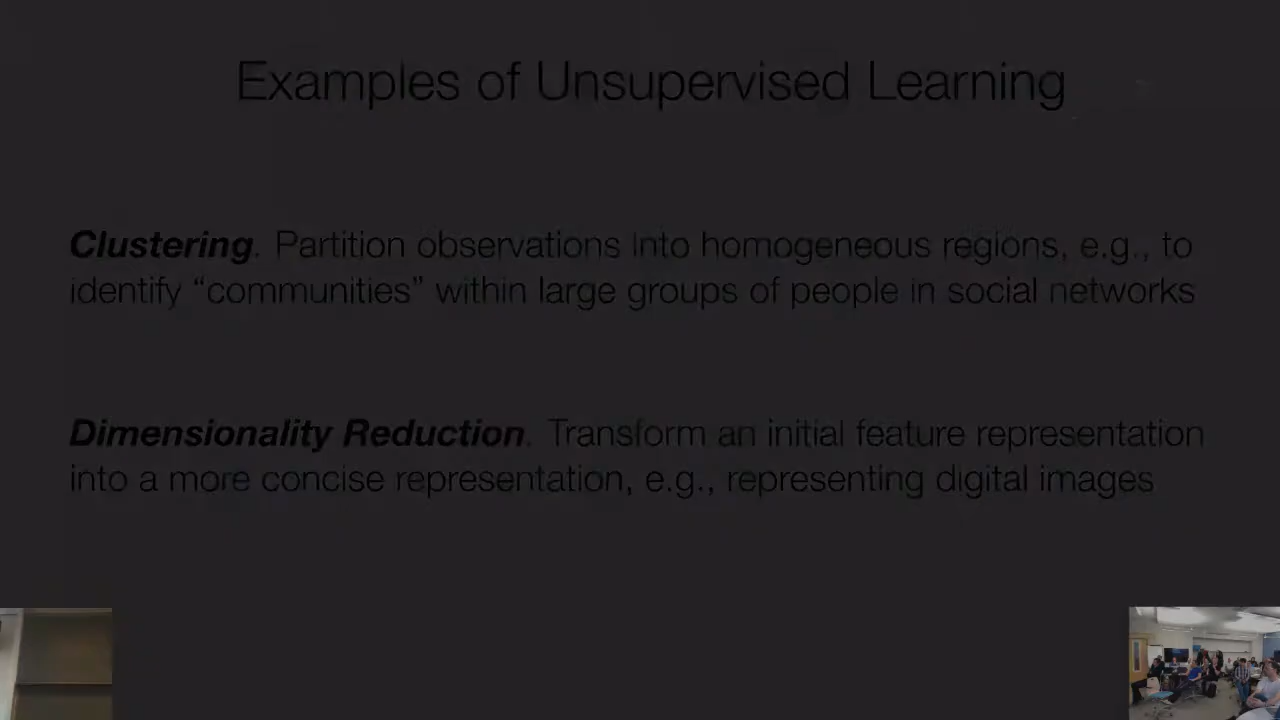 Examples of Unsupervised Learning
Clustering. Partition observations into homogeneous regions, e.g., to
identify “communities” within large groups of people in social networks
Dimensionality Reduction. Transform an initial feature representation
into a more concise representation, e.g., representing digital images